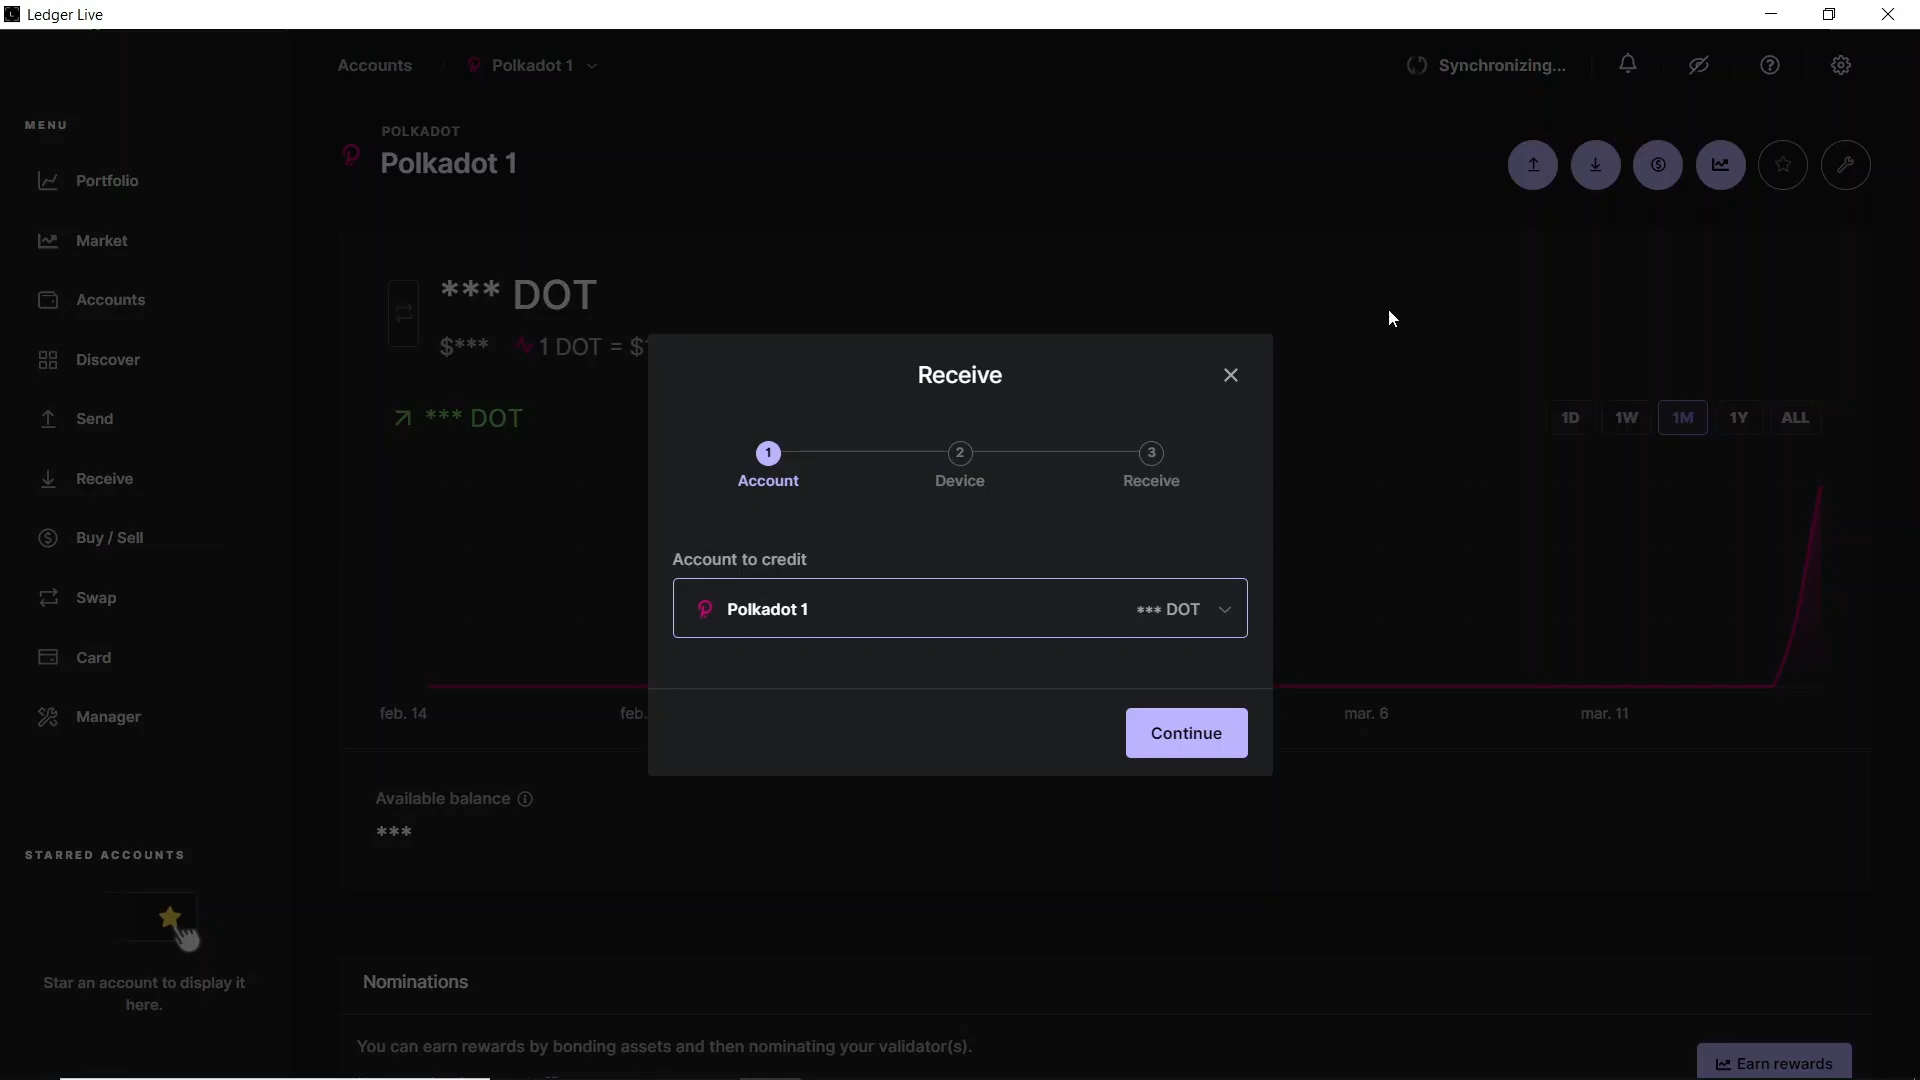 Ledger Live
Accounts / Polkadot 1
Synchronizing...
MENU
Portfolio
Market
Accounts
Discover
Send
Receive
Buy / Sell
Swap
Card
Manager
STARRED ACCOUNTS
Star an account to display it
here.
POLKADOT
Polkadot 1
*** DOT
$*** 1 DOT = $
*** DOT
1D 1W 1M 1Y ALL
Receive
1 2 3
Account Device Receive
Account to credit
Polkadot 1 *** DOT
Continue
feb. 14 feb. mar. 6 mar. 11
Available balance
***
Nominations
You can earn rewards by bonding assets and then nominating your validator(s).
Earn rewards